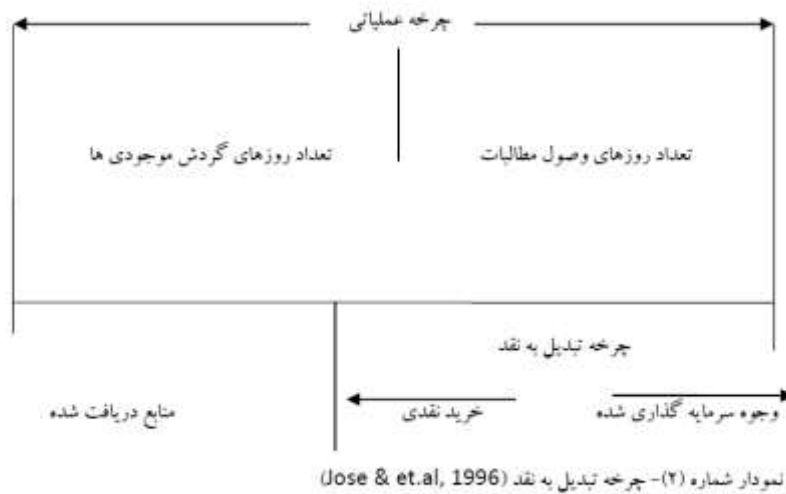 چرخه عملیاتی
تعداد روزهای وصول مطالبات
تعداد روزهای گردش موجودی ها
چرخه تبدیل به نقد
وجوه سرمایه گذاری شده
خرید نقدی
منابع دریافت شده
نمودار شماره (۲)- چرخه تبدیل به نقد (Jose & et.al, 1996)